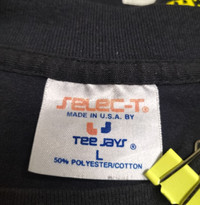 SELEC-T®
MADE IN U.S.A. BY
TEE JAYS®
L
50% POLYESTER/COTTON